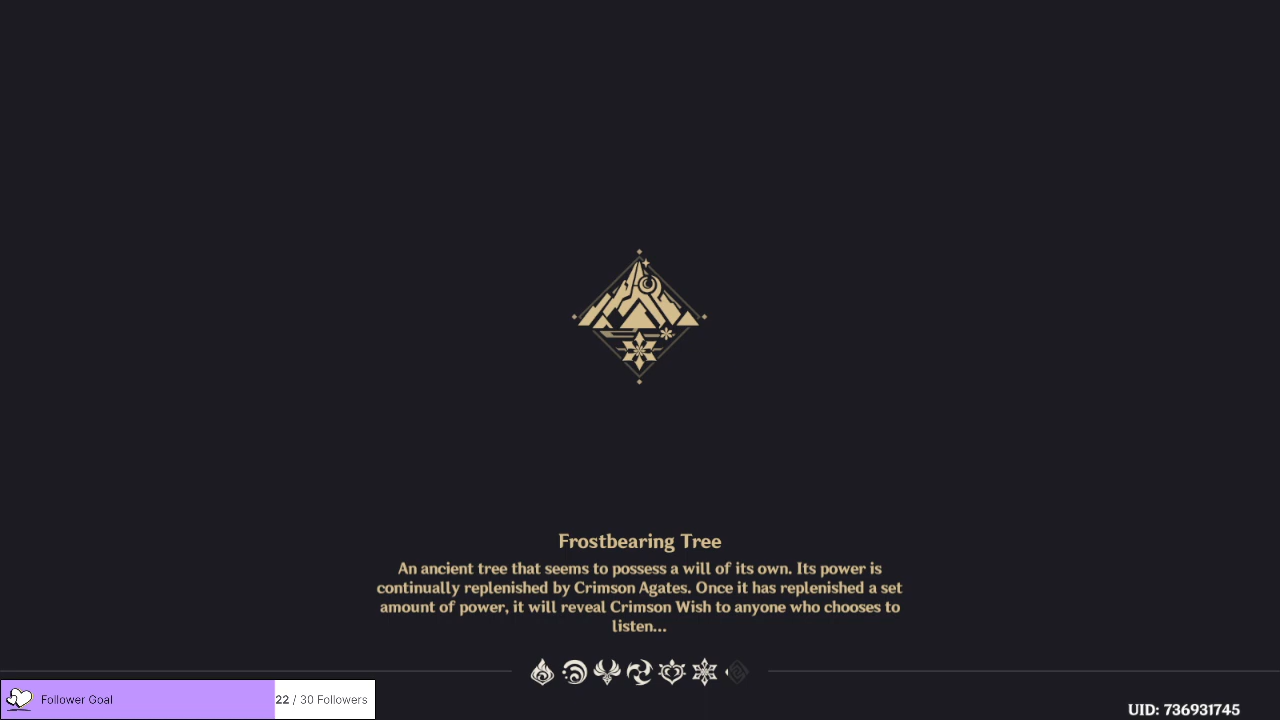 Frostbearing Tree
An ancient tree that seems to possess a will of its own. Its power is
continually replenished by Crimson Agates. Once it has replenished a set
amount of power, it will reveal Crimson Wish to anyone who chooses to
listen...
Follower Goal
22 / 30 Followers
UID: 736931745